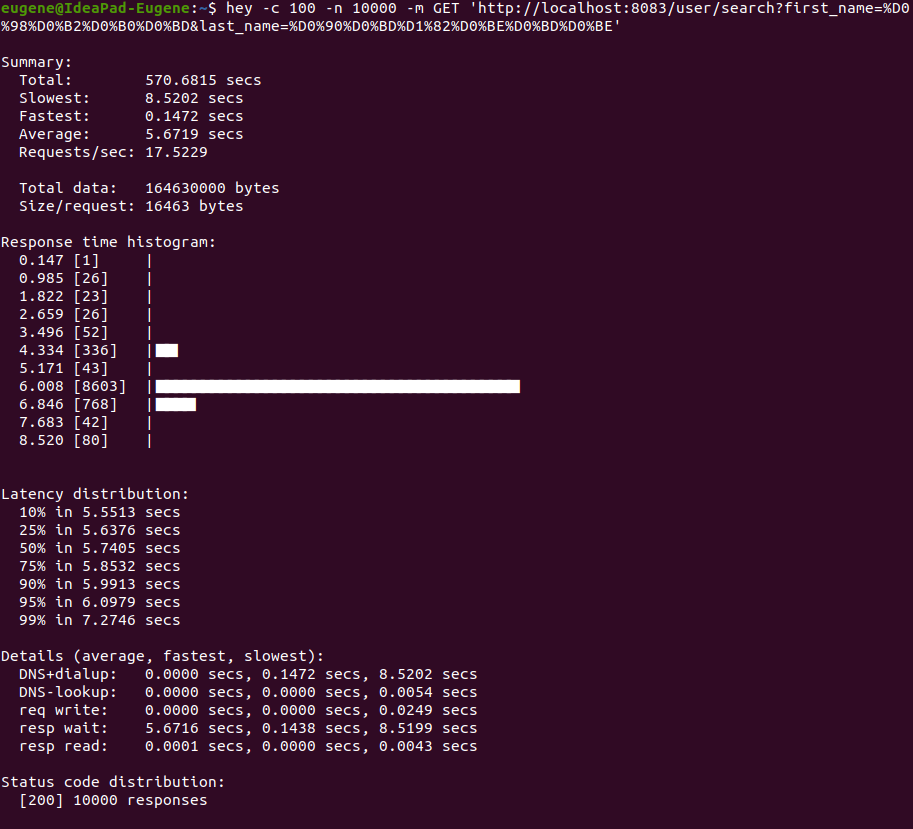 eugene@IdeaPad-Eugene:~$ hey -c 100 -n 10000 -m GET 'http://localhost:8083/user/search?first_name=%D0
%98%D0%B2%D0%B0%D0%BD&last_name=%D0%90%D0%BD%D1%82%D0%BE%D0%BD%D0%BE'

Summary:
  Total:        570.6815 secs
  Slowest:      8.5202 secs
  Fastest:      0.1472 secs
  Average:      5.6719 secs
  Requests/sec: 17.5229

  Total data:   164630000 bytes
  Size/request: 16463 bytes

Response time histogram:
  0.147 [1]     |
  0.985 [26]    |
  1.822 [23]    |
  2.659 [26]    |
  3.496 [52]    |
  4.334 [336]   |■■
  5.171 [43]    |
  6.008 [8603]  |■■■■■■■■■■■■■■■■■■■■■■■■■■■■■■■■■■■■■■■■
  6.846 [768]   |■■■■
  7.683 [42]    |
  8.520 [80]    |

Latency distribution:
  10% in 5.5513 secs
  25% in 5.6376 secs
  50% in 5.7405 secs
  75% in 5.8532 secs
  90% in 5.9913 secs
  95% in 6.0979 secs
  99% in 7.2746 secs

Details (average, fastest, slowest):
  DNS+dialup:   0.0000 secs, 0.1472 secs, 8.5202 secs
  DNS-lookup:   0.0000 secs, 0.0000 secs, 0.0054 secs
  req write:    0.0000 secs, 0.0000 secs, 0.0249 secs
  resp wait:    5.6716 secs, 0.1438 secs, 8.5199 secs
  resp read:    0.0001 secs, 0.0000 secs, 0.0043 secs

Status code distribution:
  [200] 10000 responses